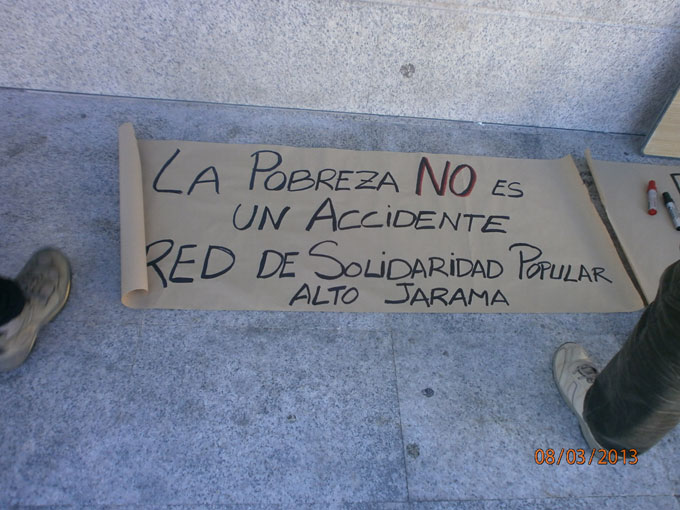 LA POBREZA NO ES
UN ACCIDENTE
RED DE SOLIDARIDAD POPULAR
ALTO JARAMA
08/03/2013